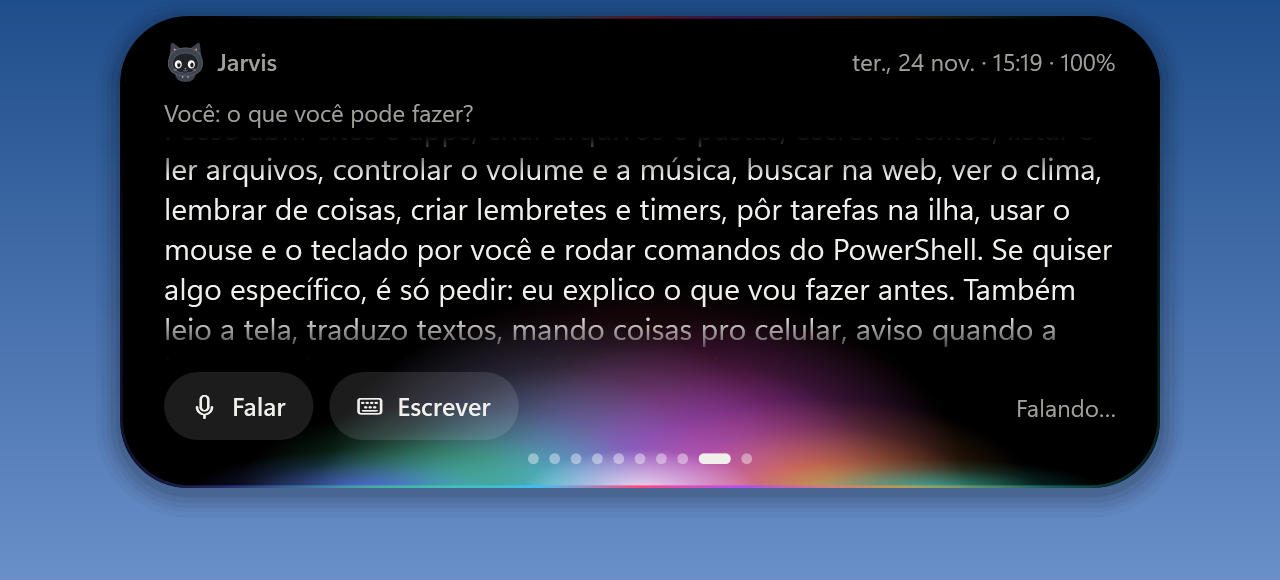 Jarvis
ter., 24 nov. · 15:19 · 100%
Você: o que você pode fazer?
ler arquivos, controlar o volume e a música, buscar na web, ver o clima,
lembrar de coisas, criar lembretes e timers, pôr tarefas na ilha, usar o
mouse e o teclado por você e rodar comandos do PowerShell. Se quiser
algo específico, é só pedir: eu explico o que vou fazer antes. Também
leio a tela, traduzo textos, mando coisas pro celular, aviso quando a
Falar
Escrever
Falando...